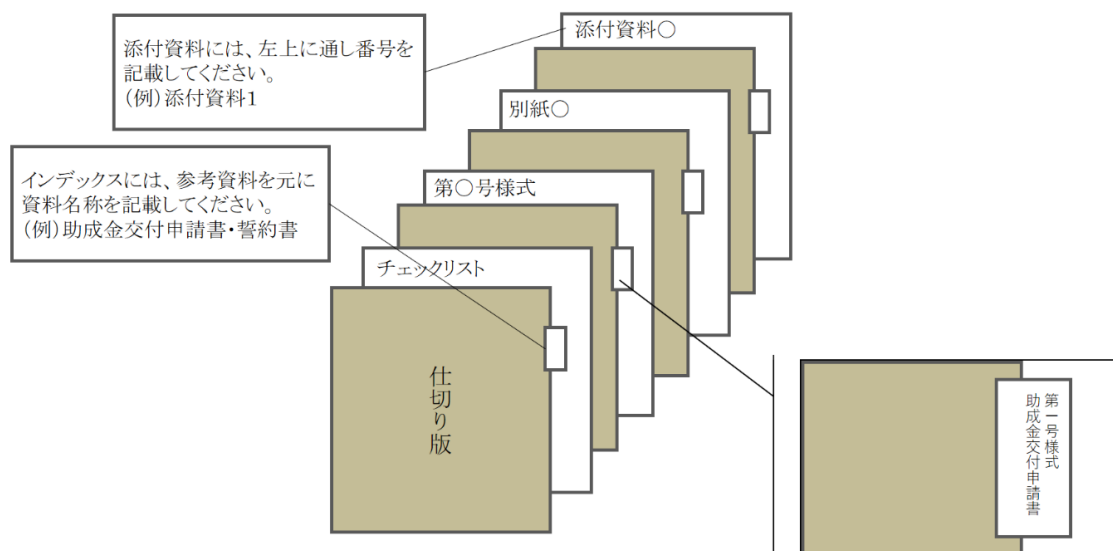 添付資料には、左上に通し番号を
記載してください。
(例)添付資料1
添付資料〇
別紙〇
インデックスには、参考資料を元に
資料名称を記載してください。
(例)助成金交付申請書・誓約書
第〇号様式
チェックリスト
仕切り版
第一号様式
助成金交付申請書